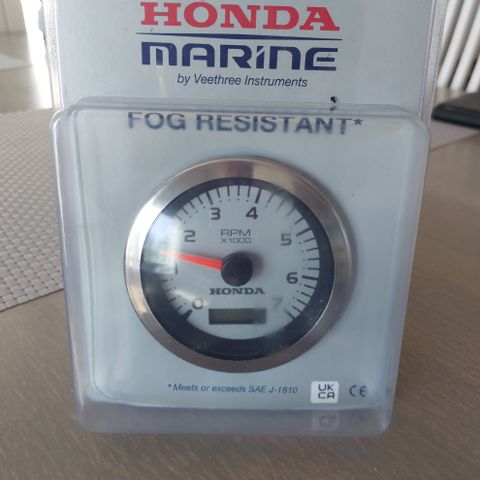 HONDA
MARINE
by Veethree Instruments
FOG RESISTANT*
0 1 2 3 4 5 6 7
RPM
X1000
HONDA
*Meets or exceeds SAE J-1810
UK
CA
CE